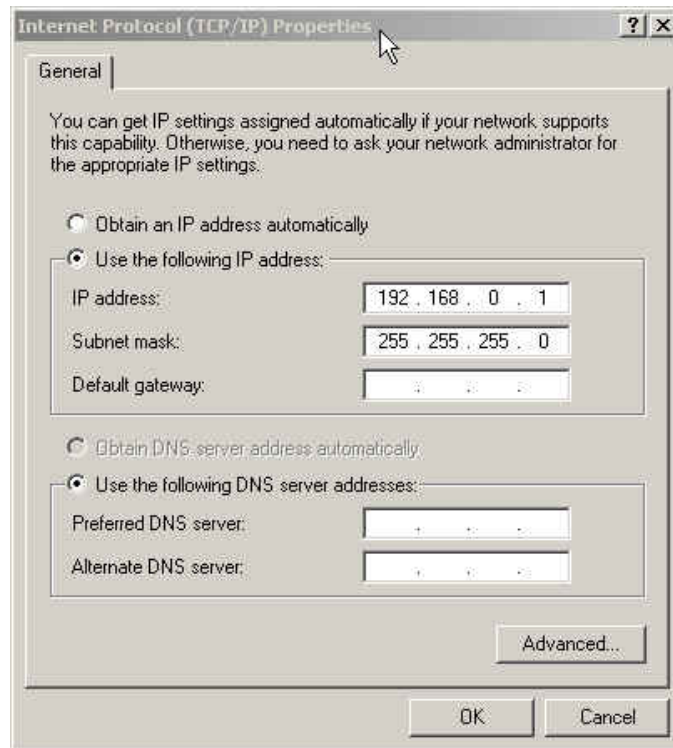 Internet Protocol (TCP/IP) Properties
General
You can get IP settings assigned automatically if your network supports
this capability. Otherwise, you need to ask your network administrator for
the appropriate IP settings.
Obtain an IP address automatically
Use the following IP address:
IP address: 192 . 168 . 0 . 1
Subnet mask: 255 . 255 . 255 . 0
Default gateway: . . .
Obtain DNS server address automatically
Use the following DNS server addresses:
Preferred DNS server: . . .
Alternate DNS server: . . .
Advanced...
OK Cancel